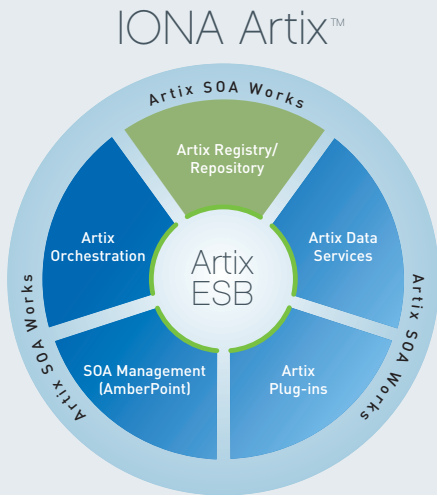 IONA Artix™
Artix SOA Works
Artix Registry/
Repository
Artix
Orchestration
Artix Data
Services
Artix
ESB
SOA Management
(AmberPoint)
Artix
Plug-ins
Artix SOA Works
Artix SOA Works